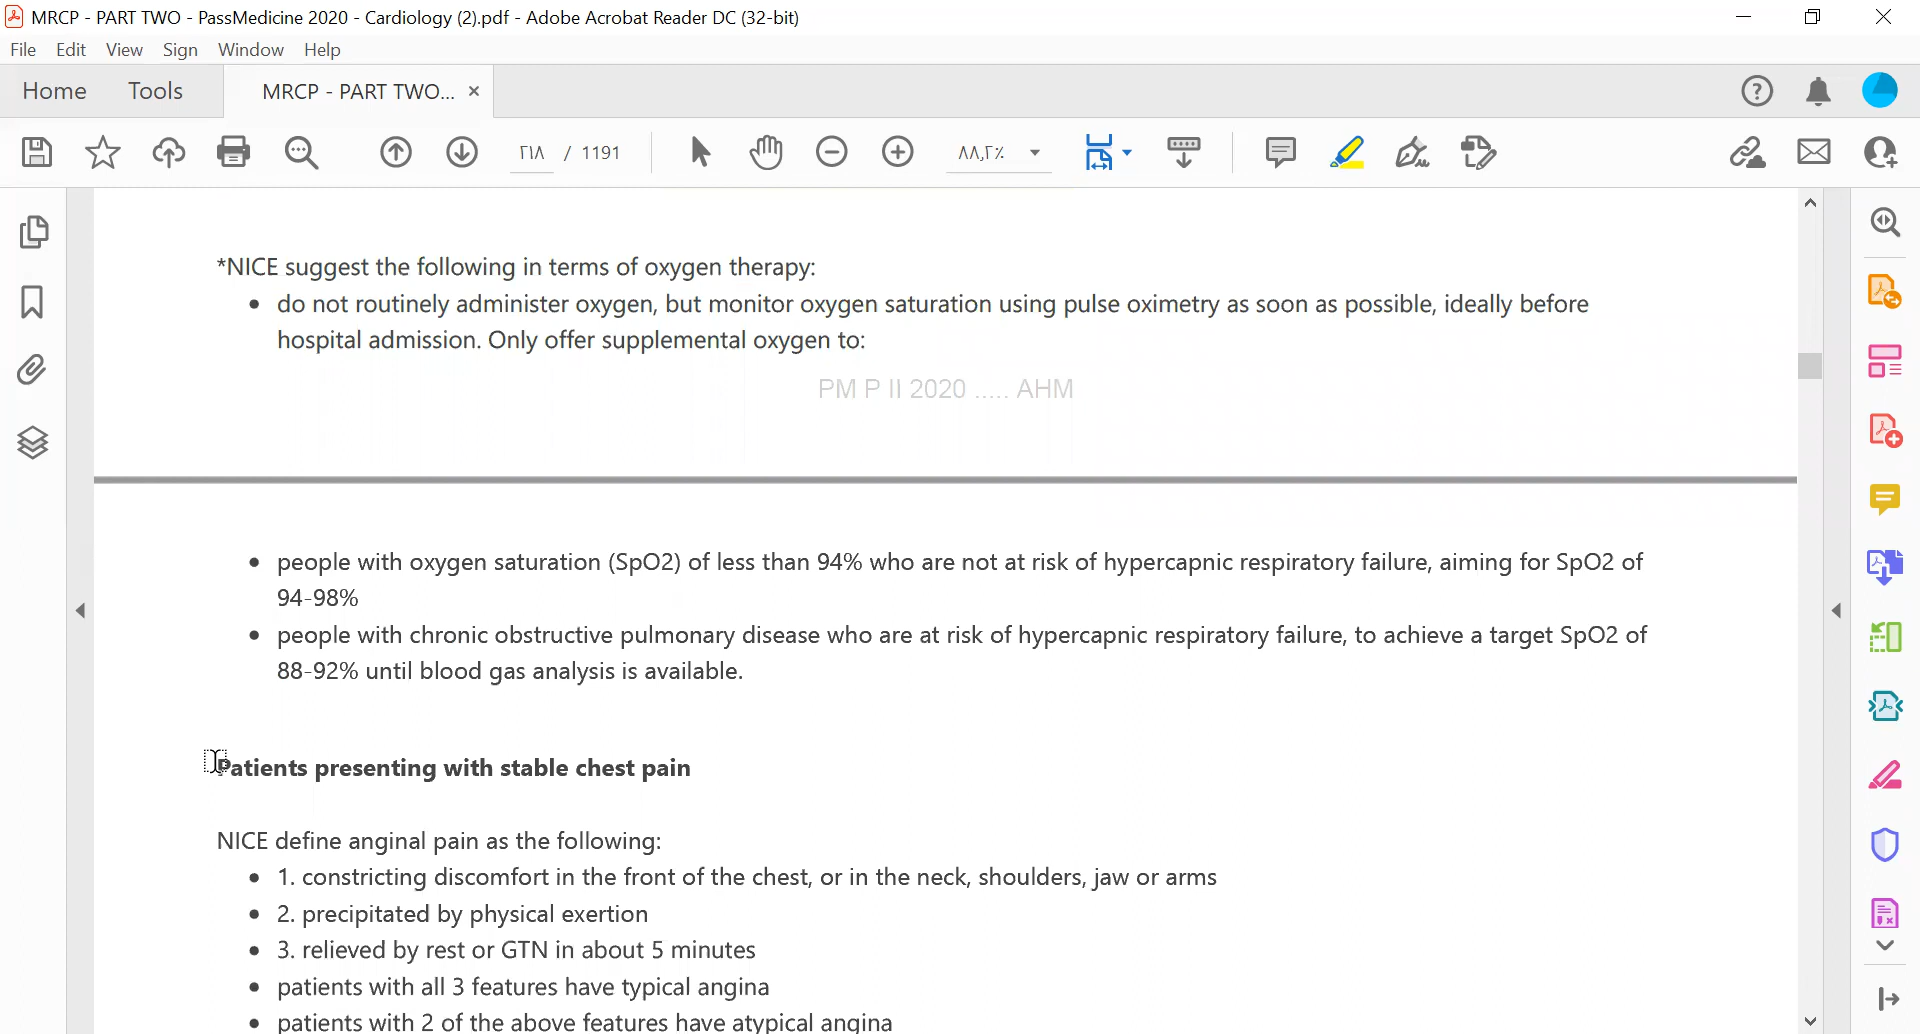 MRCP - PART TWO - PassMedicine 2020 - Cardiology (2).pdf - Adobe Acrobat Reader DC (32-bit)
File Edit View Sign Window Help
Home Tools MRCP - PART TWO... ×
٢١٨ / 1191 ٨٨,٢٪
*NICE suggest the following in terms of oxygen therapy:
• do not routinely administer oxygen, but monitor oxygen saturation using pulse oximetry as soon as possible, ideally before
hospital admission. Only offer supplemental oxygen to:
PM P II 2020 ..... AHM
• people with oxygen saturation (SpO2) of less than 94% who are not at risk of hypercapnic respiratory failure, aiming for SpO2 of
94-98%
• people with chronic obstructive pulmonary disease who are at risk of hypercapnic respiratory failure, to achieve a target SpO2 of
88-92% until blood gas analysis is available.
Patients presenting with stable chest pain
NICE define anginal pain as the following:
• 1. constricting discomfort in the front of the chest, or in the neck, shoulders, jaw or arms
• 2. precipitated by physical exertion
• 3. relieved by rest or GTN in about 5 minutes
• patients with all 3 features have typical angina
• patients with 2 of the above features have atypical angina